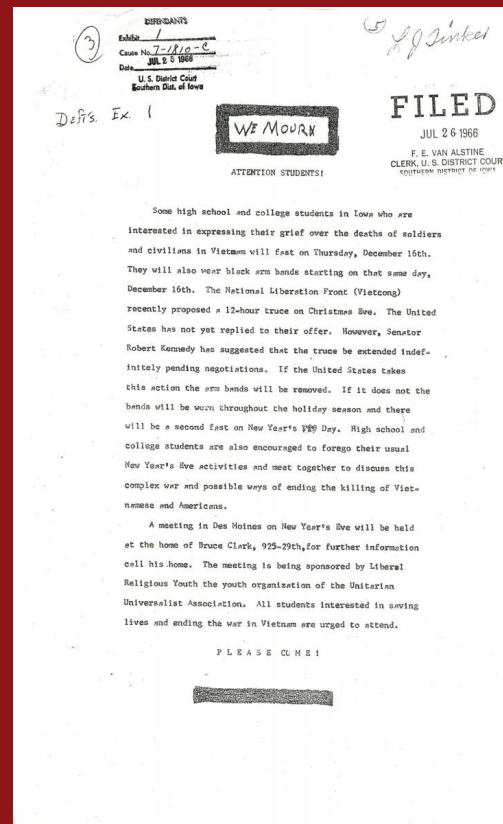 DEFENDANTS
Exhibit 1
Cause No. 7-1810-C
Date JUL 25 1966
U. S. District Court
Southern Dist. of Iowa
3
5
L J Tinker
Deft's. Ex. 1
FILED
JUL 26 1966
F. E. VAN ALSTINE
CLERK, U. S. DISTRICT COURT
SOUTHERN DISTRICT OF IOWA
WE MOURN
ATTENTION STUDENTS!
Some high school and college students in Iowa who are
interested in expressing their grief over the deaths of soldiers
and civilians in Vietnam will fast on Thursday, December 16th.
They will also wear black arm bands starting on that same day,
December 16th. The National Liberation Front (Vietcong)
recently proposed a 12-hour truce on Christmas Eve. The United
States has not yet replied to their offer. However, Senator
Robert Kennedy has suggested that the truce be extended indef-
initely pending negotiations. If the United States takes
this action the arm bands will be removed. If it does not the
bands will be worn throughout the holiday season and there
will be a second fast on New Year's Day. High school and
college students are also encouraged to forego their usual
New Year's Eve activities and meet together to discuss this
complex war and possible ways of ending the killing of Viet-
namese and Americans.
A meeting in Des Moines on New Year's Eve will be held
at the home of Bruce Clark, 925-29th,for further information
call his home. The meeting is being sponsored by Liberal
Religious Youth the youth organization of the Unitarian
Universalist Association. All students interested in saving
lives and ending the war in Vietnam are urged to attend.
P L E A S E CO M E !